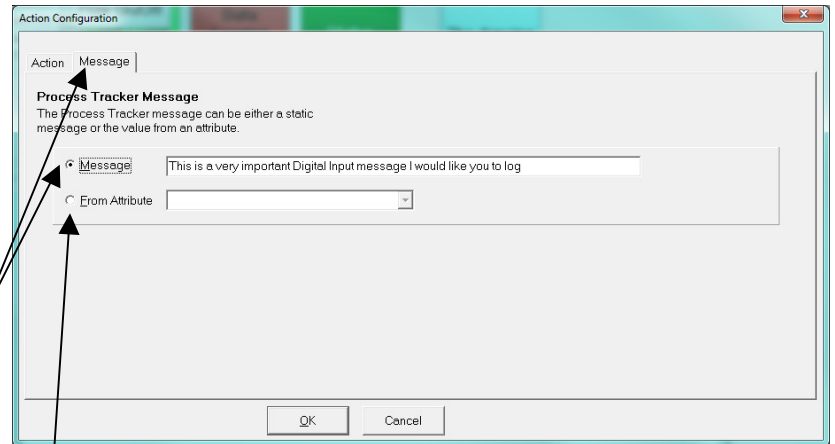 Action Configuration
Action Message
Process Tracker Message
The Process Tracker message can be either a static
message or the value from an attribute.
Message This is a very important Digital Input message I would like you to log
From Attribute
OK Cancel